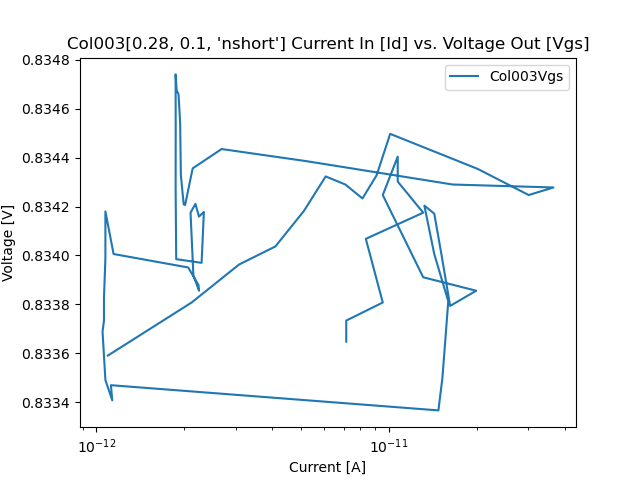 Col003[0.28, 0.1, 'nshort'] Current In [Id] vs. Voltage Out [Vgs]
Col003Vgs
0.8348
0.8346
0.8344
0.8342
0.8340
0.8338
0.8336
0.8334
Voltage [V]
10⁻¹²
10⁻¹¹
Current [A]